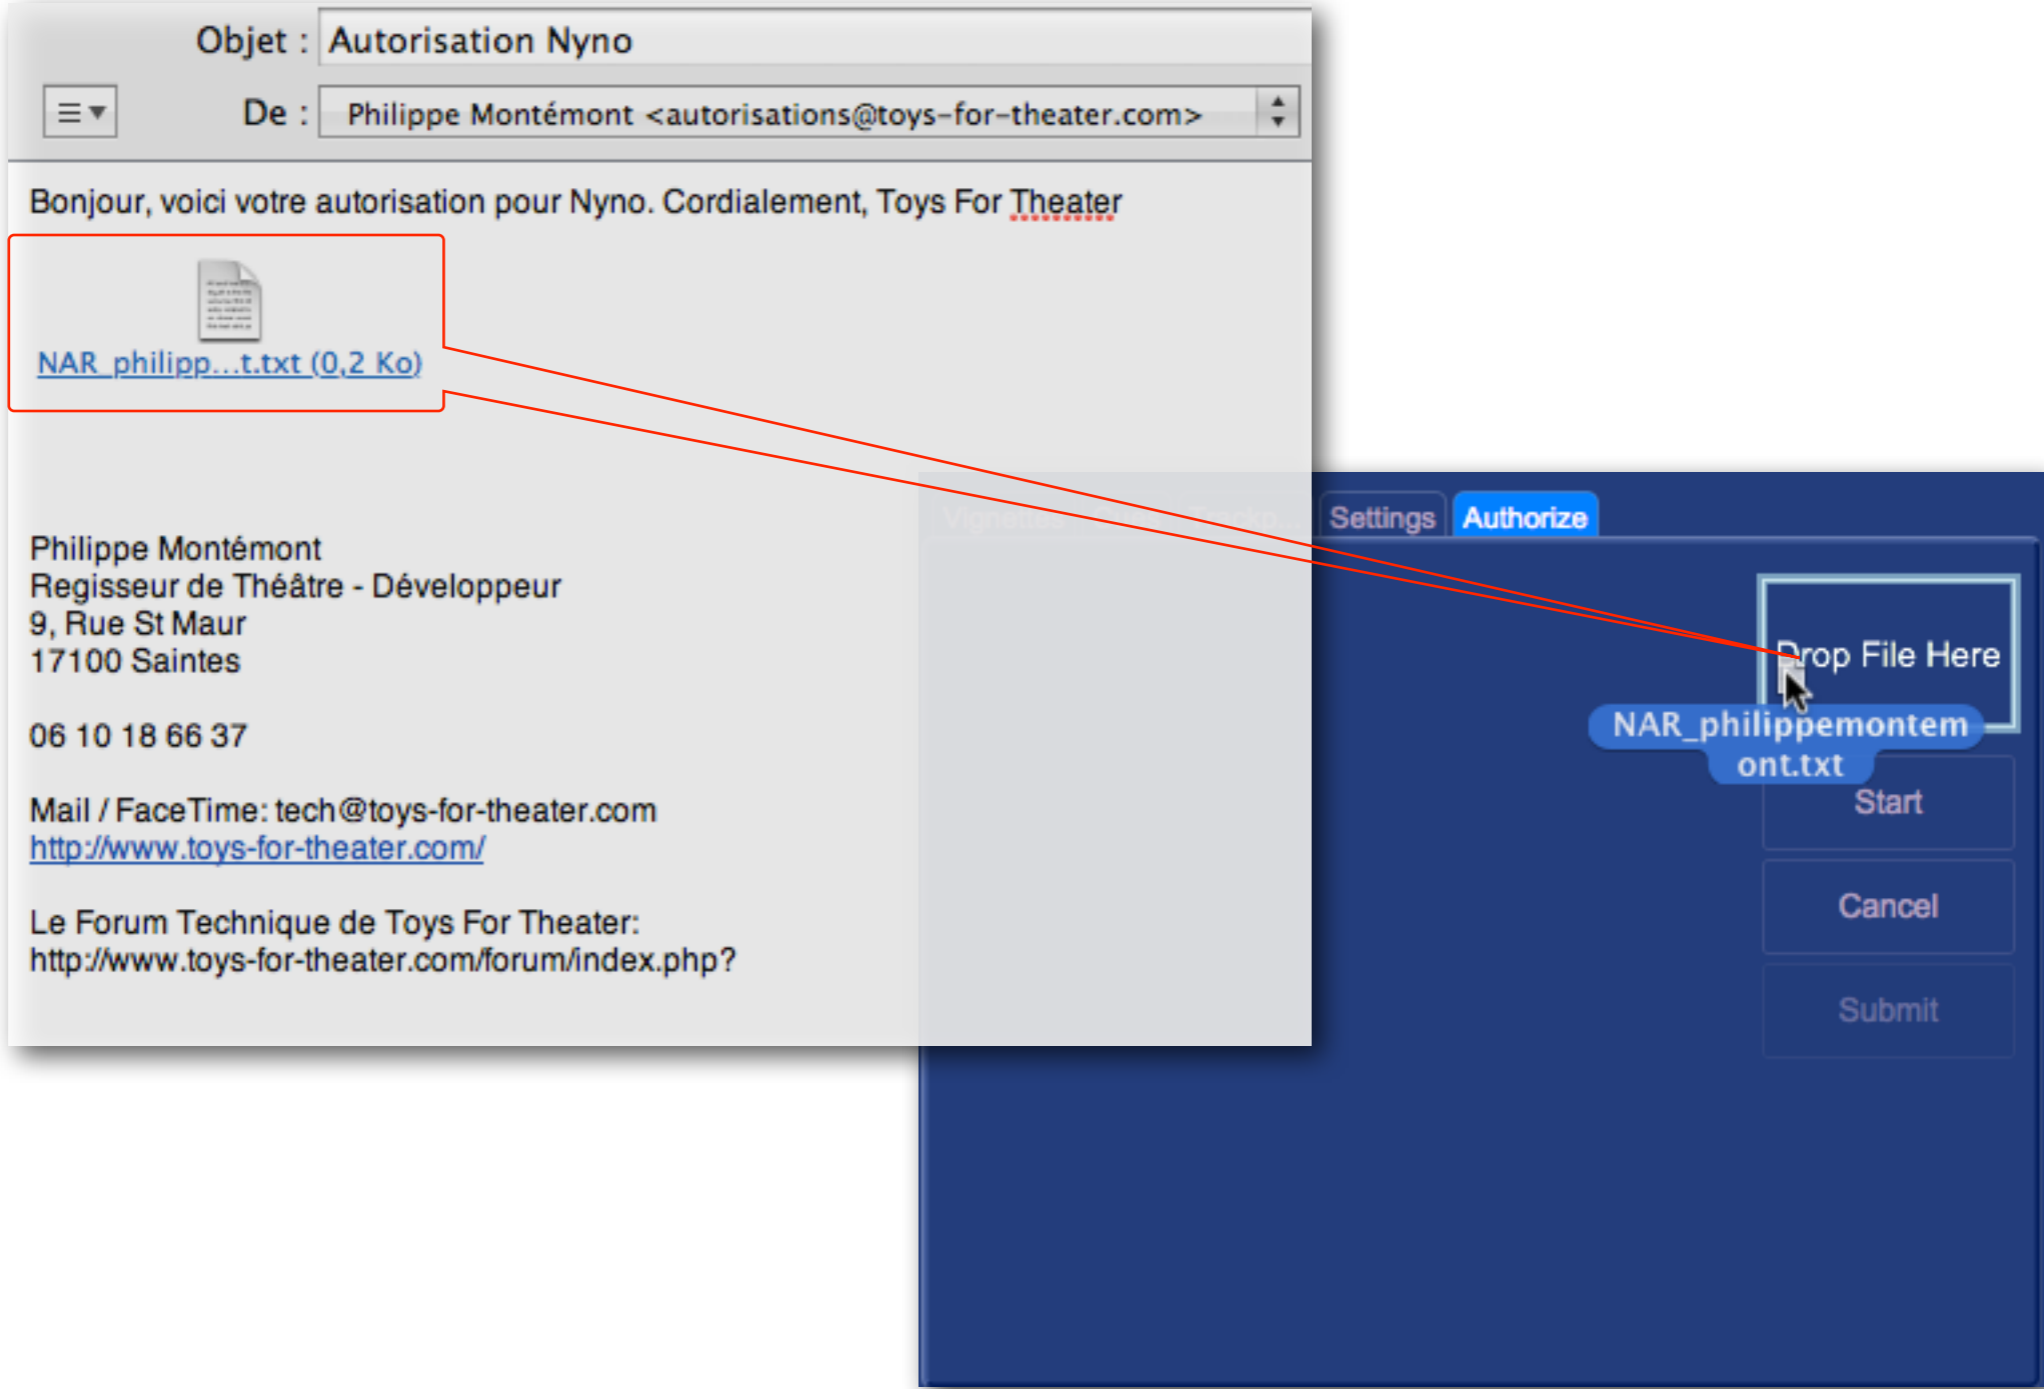 Objet : Autorisation Nyno
De : Philippe Montémont <autorisations@toys-for-theater.com>
Bonjour, voici votre autorisation pour Nyno. Cordialement, Toys For Theater
NAR_philipp...t.txt (0,2 Ko)
Philippe Montémont
Regisseur de Théâtre - Développeur
9, Rue St Maur
17100 Saintes
06 10 18 66 37
Mail / FaceTime: tech@toys-for-theater.com
http://www.toys-for-theater.com/
Le Forum Technique de Toys For Theater:
http://www.toys-for-theater.com/forum/index.php?
Vignettes
Settings
Authorize
Drop File Here
NAR_philippemontem
ont.txt
Start
Cancel
Submit